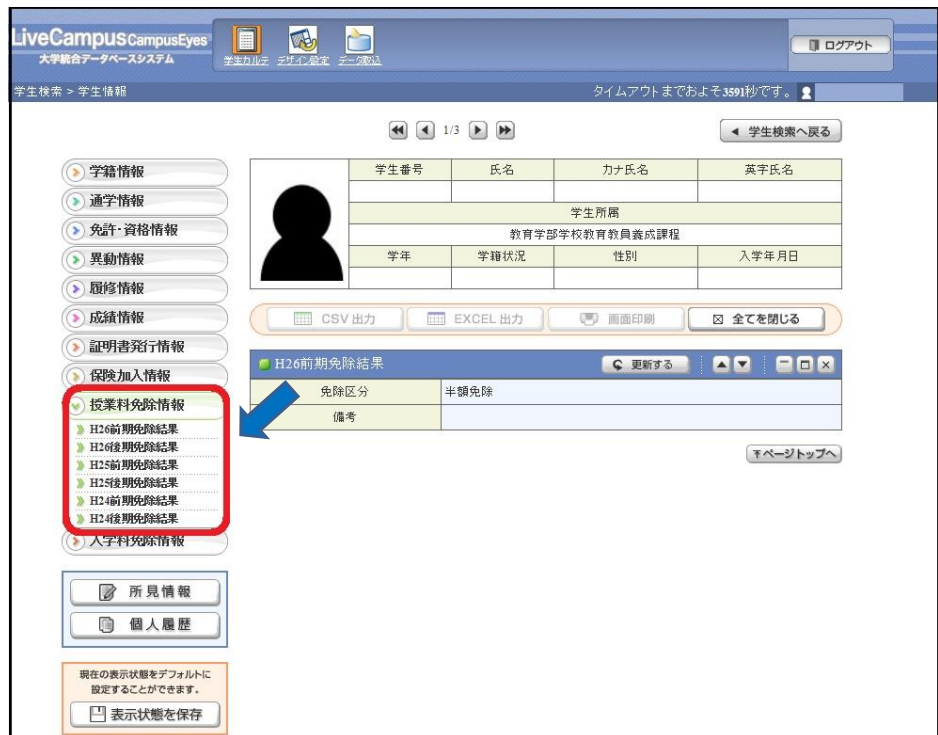 LiveCampus CampusEyes
大学統合データベースシステム
学生カルテ デザイン設定 データ取込
ログアウト
学生検索 > 学生情報
タイムアウトまでおよそ3591秒です。
1/3
学生検索へ戻る
学籍情報
通学情報
免許・資格情報
異動情報
履修情報
成績情報
証明書発行情報
保険加入情報
授業料免除情報
H26前期免除結果
H26後期免除結果
H25前期免除結果
H25後期免除結果
H24前期免除結果
H24後期免除結果
入学料免除情報
所見情報
個人履歴
現在の表示状態をデフォルトに
設定することができます。
表示状態を保存
学生番号 氏名 カナ氏名 英字氏名
学生所属
教育学部学校教育教員養成課程
学年 学籍状況 性別 入学年月日
CSV 出力 EXCEL 出力 画面印刷 全てを閉じる
H26前期免除結果 更新する
免除区分 半額免除
備考
ページトップへ